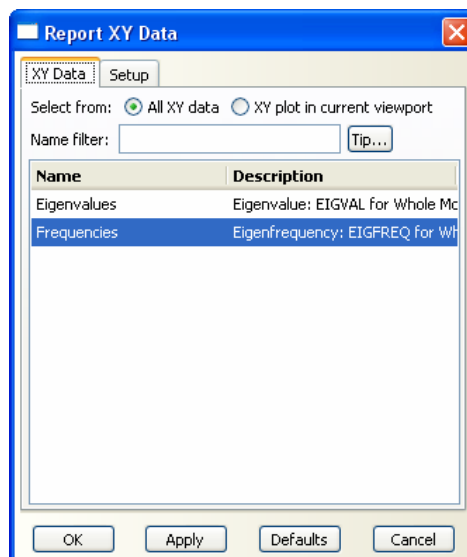 Report XY Data
XY Data Setup
Select from: All XY data XY plot in current viewport
Name filter: Tip...
Name Description
Eigenvalues Eigenvalue: EIGVAL for Whole Mo
Frequencies Eigenfrequency: EIGFREQ for Wh
OK Apply Defaults Cancel